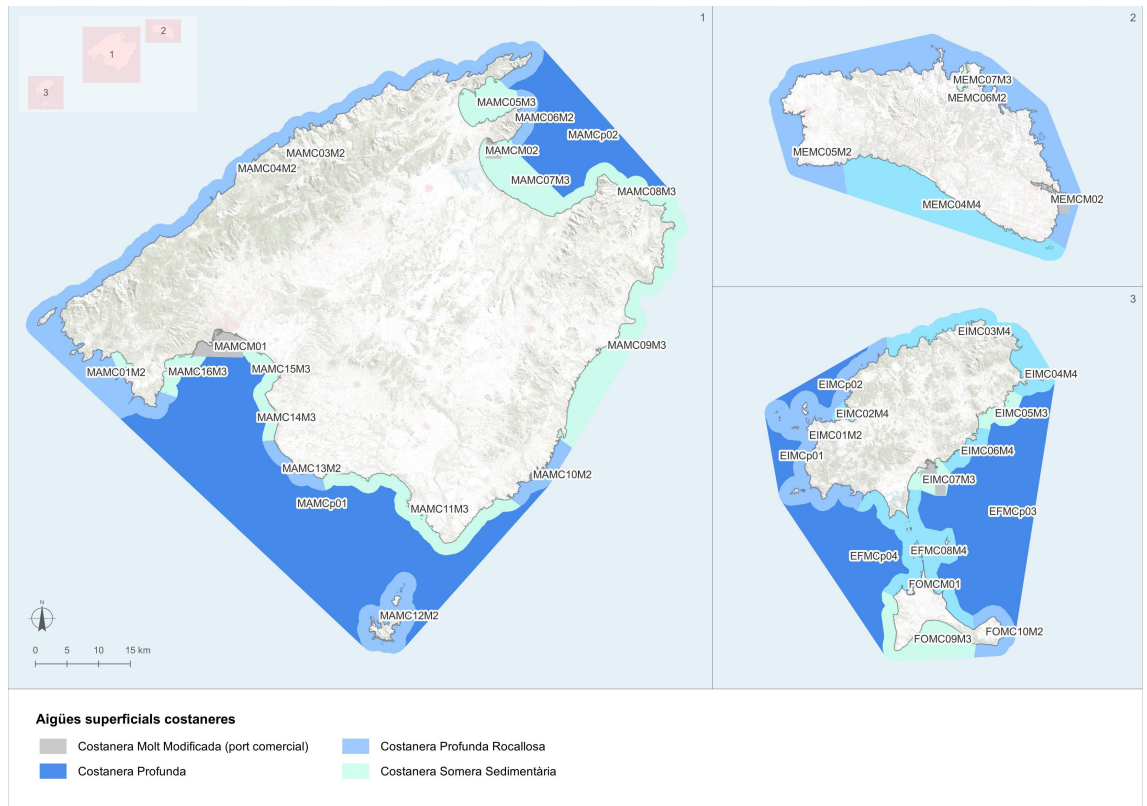 1
2
3
1
2
3
MAMC05M3
MAMC06M2
MAMCp02
MAMCM02
MAMC03M2
MAMC04M2
MAMC07M3
MAMC08M3
MAMC09M3
MAMCM01
MAMC15M3
MAMC01M2
MAMC16M3
MAMC14M3
MAMC13M2
MAMC10M2
MAMCp01
MAMC11M3
MAMC12M2
N
0 5 10 15 km
MEMC07M3
MEMC06M2
MEMC05M2
MEMC04M4
MEMCM02
EIMC03M4
EIMC04M4
EIMCp02
EIMC02M4
EIMC05M3
EIMC01M2
EIMC06M4
EIMCp01
EIMC07M3
EFMCp03
EFMC08M4
EFMCp04
FOMCM01
FOMC10M2
FOMC09M3
Aigües superficials costaneres
Costanera Molt Modificada (port comercial)
Costanera Profunda
Costanera Profunda Rocallosa
Costanera Somera Sedimentària